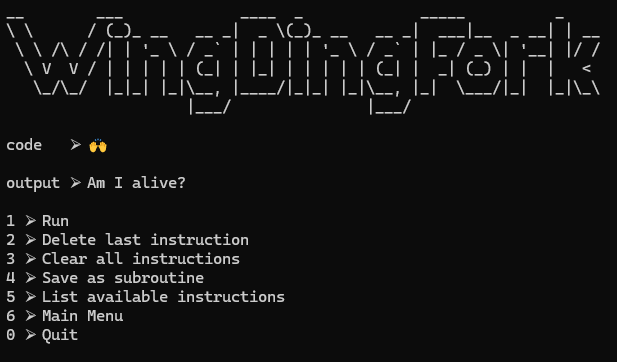 WingDingFork
code ➢ 🙌
output ➢ Am I alive?
1 ➢ Run
2 ➢ Delete last instruction
3 ➢ Clear all instructions
4 ➢ Save as subroutine
5 ➢ List available instructions
6 ➢ Main Menu
0 ➢ Quit